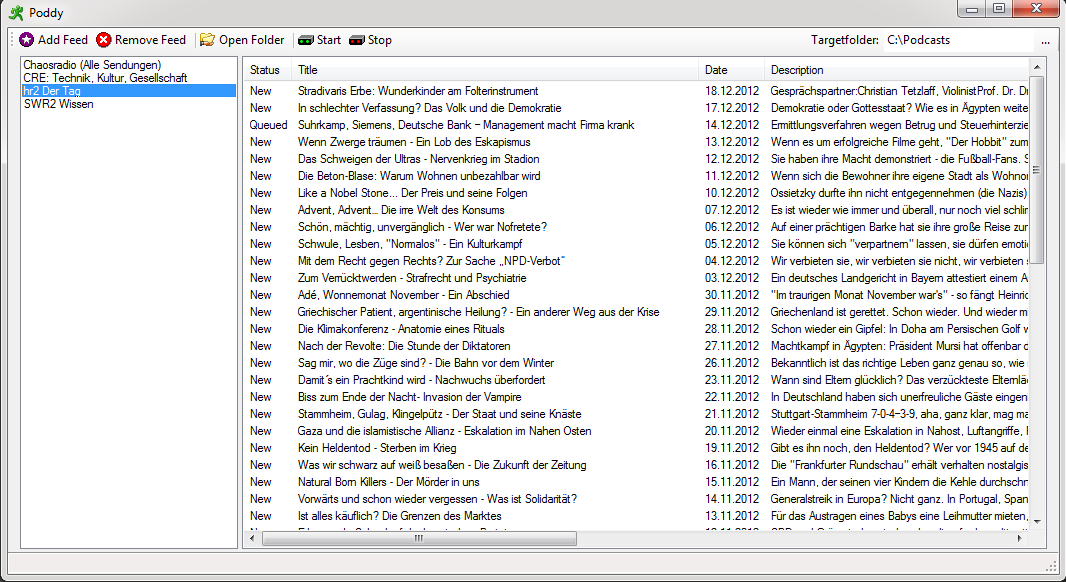 Poddy
Add Feed Remove Feed Open Folder Start Stop Targetfolder: C:\Podcasts ...
Chaosradio (Alle Sendungen)
CRE: Technik, Kultur, Gesellschaft
hr2 Der Tag
SWR2 Wissen
Status Title Date Description
New Stradivaris Erbe: Wunderkinder am Folterinstrument 18.12.2012 Gesprächspartner:Christian Tetzlaff, ViolinistProf. Dr. Di
New In schlechter Verfassung? Das Volk und die Demokratie 17.12.2012 Demokratie oder Gottesstaat? Wie es in Ägypten weite
Queued Suhrkamp, Siemens, Deutsche Bank – Management macht Firma krank 14.12.2012 Ermittlungsverfahren wegen Betrug und Steuerhinterzie
New Wenn Zwerge träumen - Ein Lob des Eskapismus 13.12.2012 Wenn es um erfolgreiche Filme geht, "Der Hobbit" zum
New Das Schweigen der Ultras - Nervenkrieg im Stadion 12.12.2012 Sie haben ihre Macht demonstriert - die Fußball-Fans. S
New Die Beton-Blase: Warum Wohnen unbezahlbar wird 11.12.2012 Wenn sich die Bewohner ihre eigene Stadt als Wohnor
New Like a Nobel Stone... Der Preis und seine Folgen 10.12.2012 Ossietzky durfte ihn nicht entgegennehmen (die Nazis)
New Advent, Advent... Die irre Welt des Konsums 07.12.2012 Es ist wieder wie immer und überall, nur noch viel schlin
New Schön, mächtig, unvergänglich - Wer war Nofretete? 06.12.2012 Auf einer prächtigen Barke hat sie ihre große Reise zur
New Schwule, Lesben, "Normalos" - Ein Kulturkampf 05.12.2012 Sie können sich "verpartnern" lassen, sie dürfen emotio
New Mit dem Recht gegen Rechts? Zur Sache „NPD-Verbot“ 04.12.2012 Wir verbieten sie, wir verbieten sie nicht, wir verbieten s
New Zum Verrücktwerden - Strafrecht und Psychiatrie 03.12.2012 Ein deutsches Landgericht in Bayern attestiert einem A
New Adé, Wonnemonat November - Ein Abschied 30.11.2012 "Im traurigen Monat November war's" - so fängt Heinric
New Griechischer Patient, argentinische Heilung? - Ein anderer Weg aus der Krise 29.11.2012 Griechenland ist gerettet. Schon wieder. Und wieder m
New Die Klimakonferenz - Anatomie eines Rituals 28.11.2012 Schon wieder ein Gipfel: In Doha am Persischen Golf w
New Nach der Revolte: Die Stunde der Diktatoren 27.11.2012 Machtkampf in Ägypten: Präsident Mursi hat offenbar d
New Sag mir, wo die Züge sind? - Die Bahn vor dem Winter 26.11.2012 Bekanntlich ist das richtige Leben ganz genau so, wie
New Damit´s ein Prachtkind wird - Nachwuchs überfordert 23.11.2012 Wann sind Eltern glücklich? Das verzückteste Elternlä
New Biss zum Ende der Nacht- Invasion der Vampire 22.11.2012 In Deutschland haben sich unerfreuliche Gäste eingen
New Stammheim, Gulag, Klingelpütz - Der Staat und seine Knäste 21.11.2012 Stuttgart-Stammheim 7-0-4–3-9, aha, ganz klar, mag ma
New Gaza und die islamistische Allianz - Eskalation im Nahen Osten 20.11.2012 Wieder einmal eine Eskalation in Nahost, Luftangriffe, F
New Kein Heldentod - Sterben im Krieg 19.11.2012 Gibt es ihn noch, den Heldentod? Wer vor 1945 auf de
New Was wir schwarz auf weiß besaßen - Die Zukunft der Zeitung 16.11.2012 Die "Frankfurter Rundschau" erhält verhalten nostalgis
New Natural Born Killers - Der Mörder in uns 15.11.2012 Ein Mann, der seinen vier Kindern die Kehle durchschn
New Vorwärts und schon wieder vergessen - Was ist Solidarität? 14.11.2012 Generalstreik in Europa? Nicht ganz. In Portugal, Span
New Ist alles käuflich? Die Grenzen des Marktes 13.11.2012 Für das Austragen eines Babys eine Leihmutter mieten,